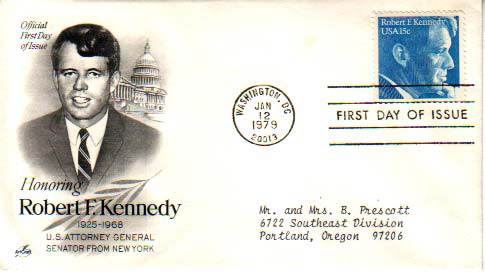 Official
First Day
of Issue
Honoring
Robert F. Kennedy
1925-1968
U.S. ATTORNEY GENERAL
SENATOR FROM NEW YORK
WASHINGTON, DC
JAN
12
1979
20013
Robert F. Kennedy
USA 15c
FIRST DAY OF ISSUE
Mr. and Mrs. B. Prescott
6722 Southeast Division
Portland, Oregon 97206